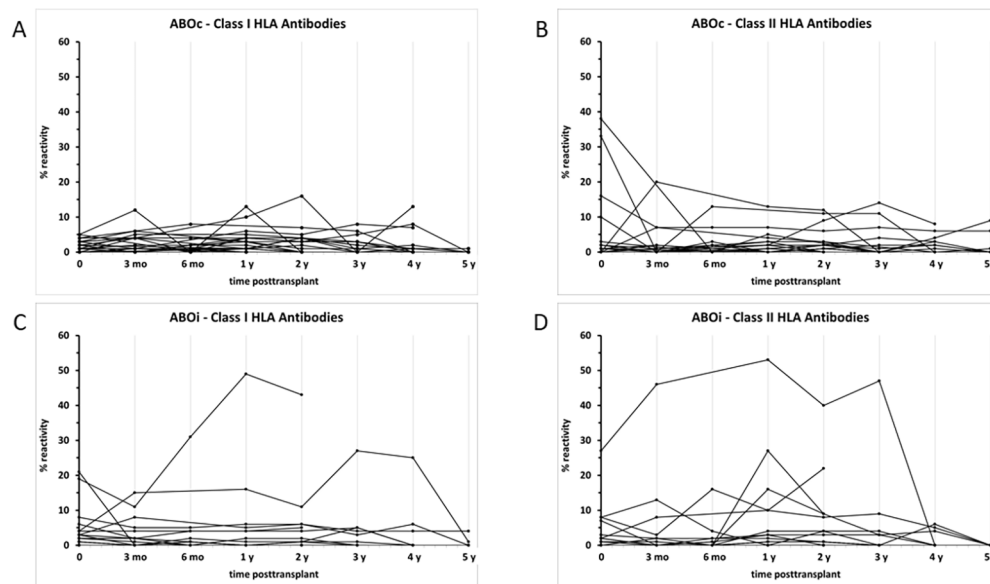 A
ABOc - Class I HLA Antibodies
60
50
40
30
20
10
0
% reactivity
0 3 mo 6 mo 1 y 2 y 3 y 4 y 5 y
time posttransplant
B
ABOc - Class II HLA Antibodies
60
50
40
30
20
10
0
% reactivity
0 3 mo 6 mo 1 y 2 y 3 y 4 y 5
time posttransplant
C
ABOi - Class I HLA Antibodies
60
50
40
30
20
10
0
% reactivity
0 3 mo 6 mo 1 y 2 y 3 y 4 y 5 y
time posttransplant
D
ABOi - Class II HLA Antibodies
60
50
40
30
20
10
0
% reactivity
0 3 mo 6 mo 1 y 2 y 3 y 4 y 5 y
time posttransplant